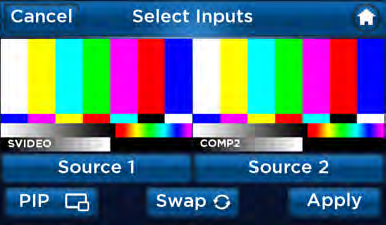 Cancel Select Inputs
SVIDEO COMP2
Source 1 Source 2
PIP Swap Apply